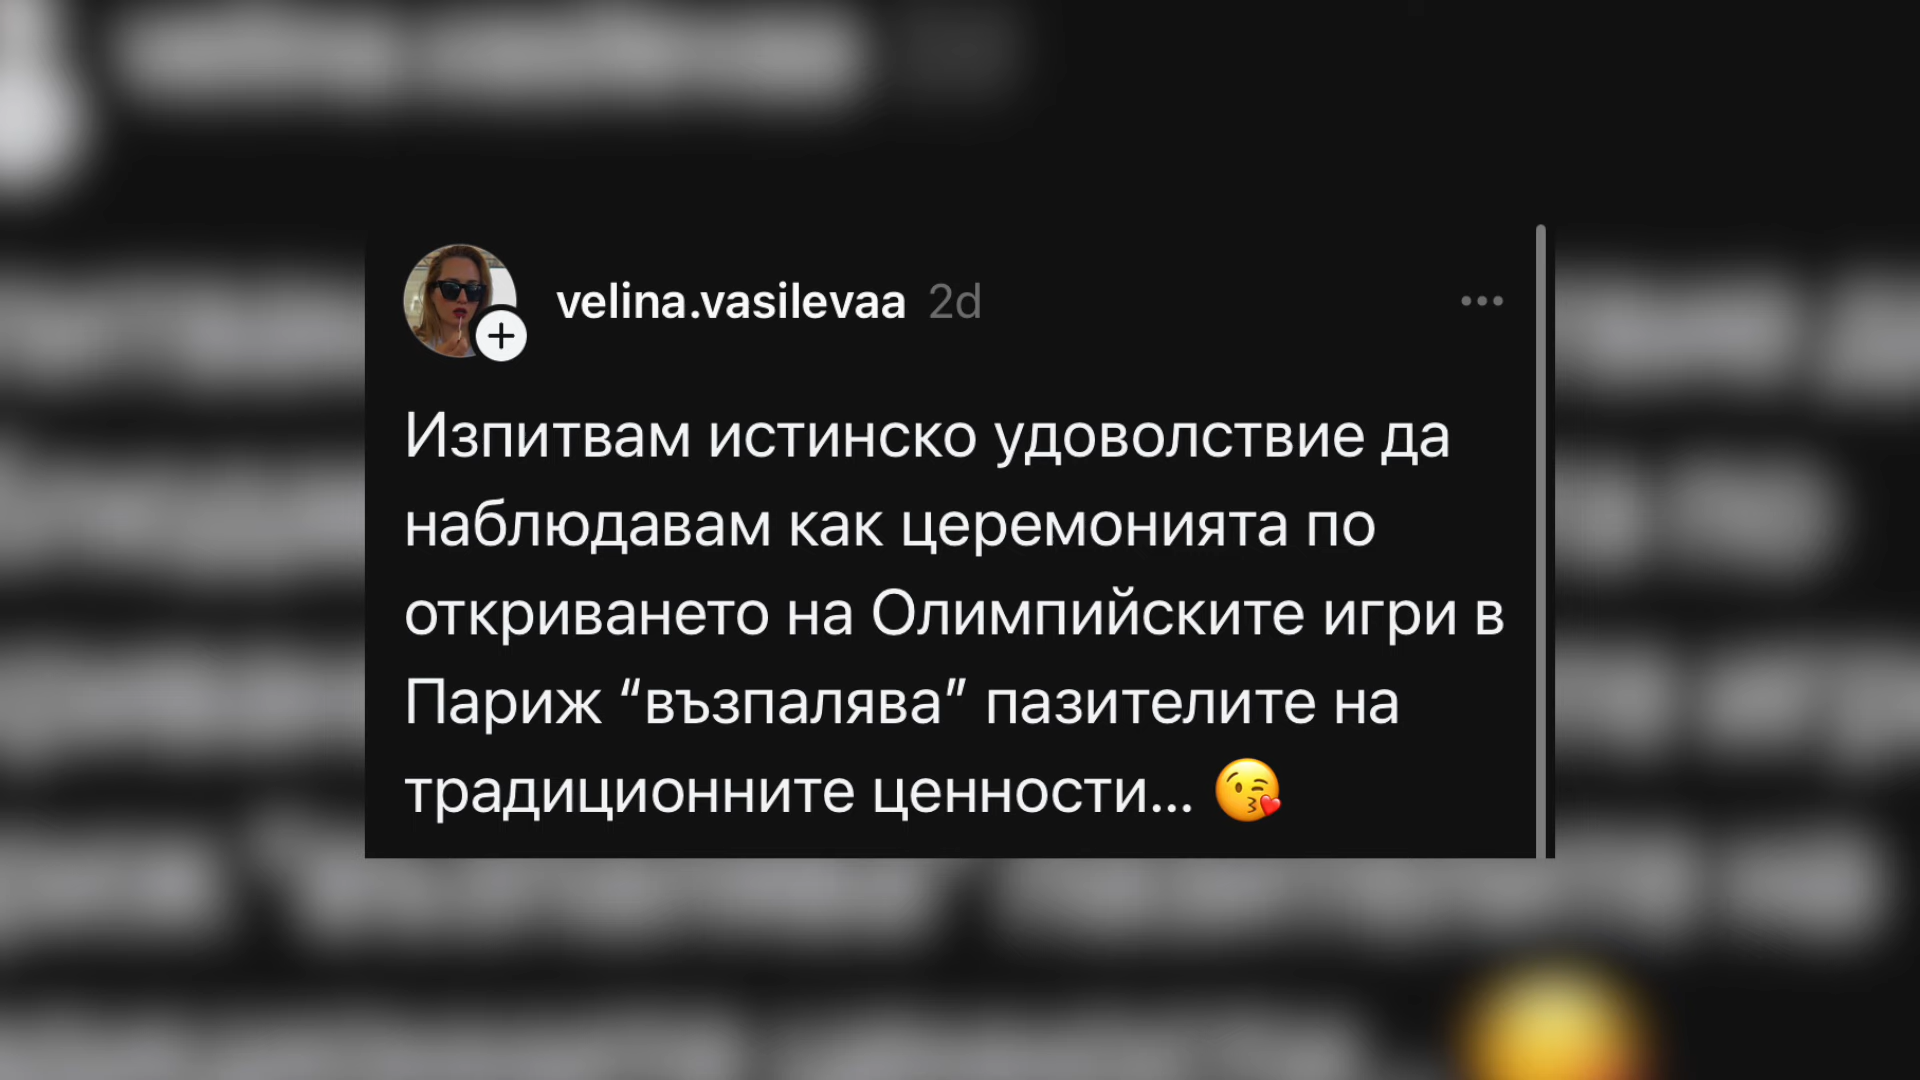 velina.vasilevaa 2d
Изпитвам истинско удоволствие да
наблюдавам как церемонията по
откриването на Олимпийските игри в
Париж “възпалява” пазителите на
традиционните ценности... 😘